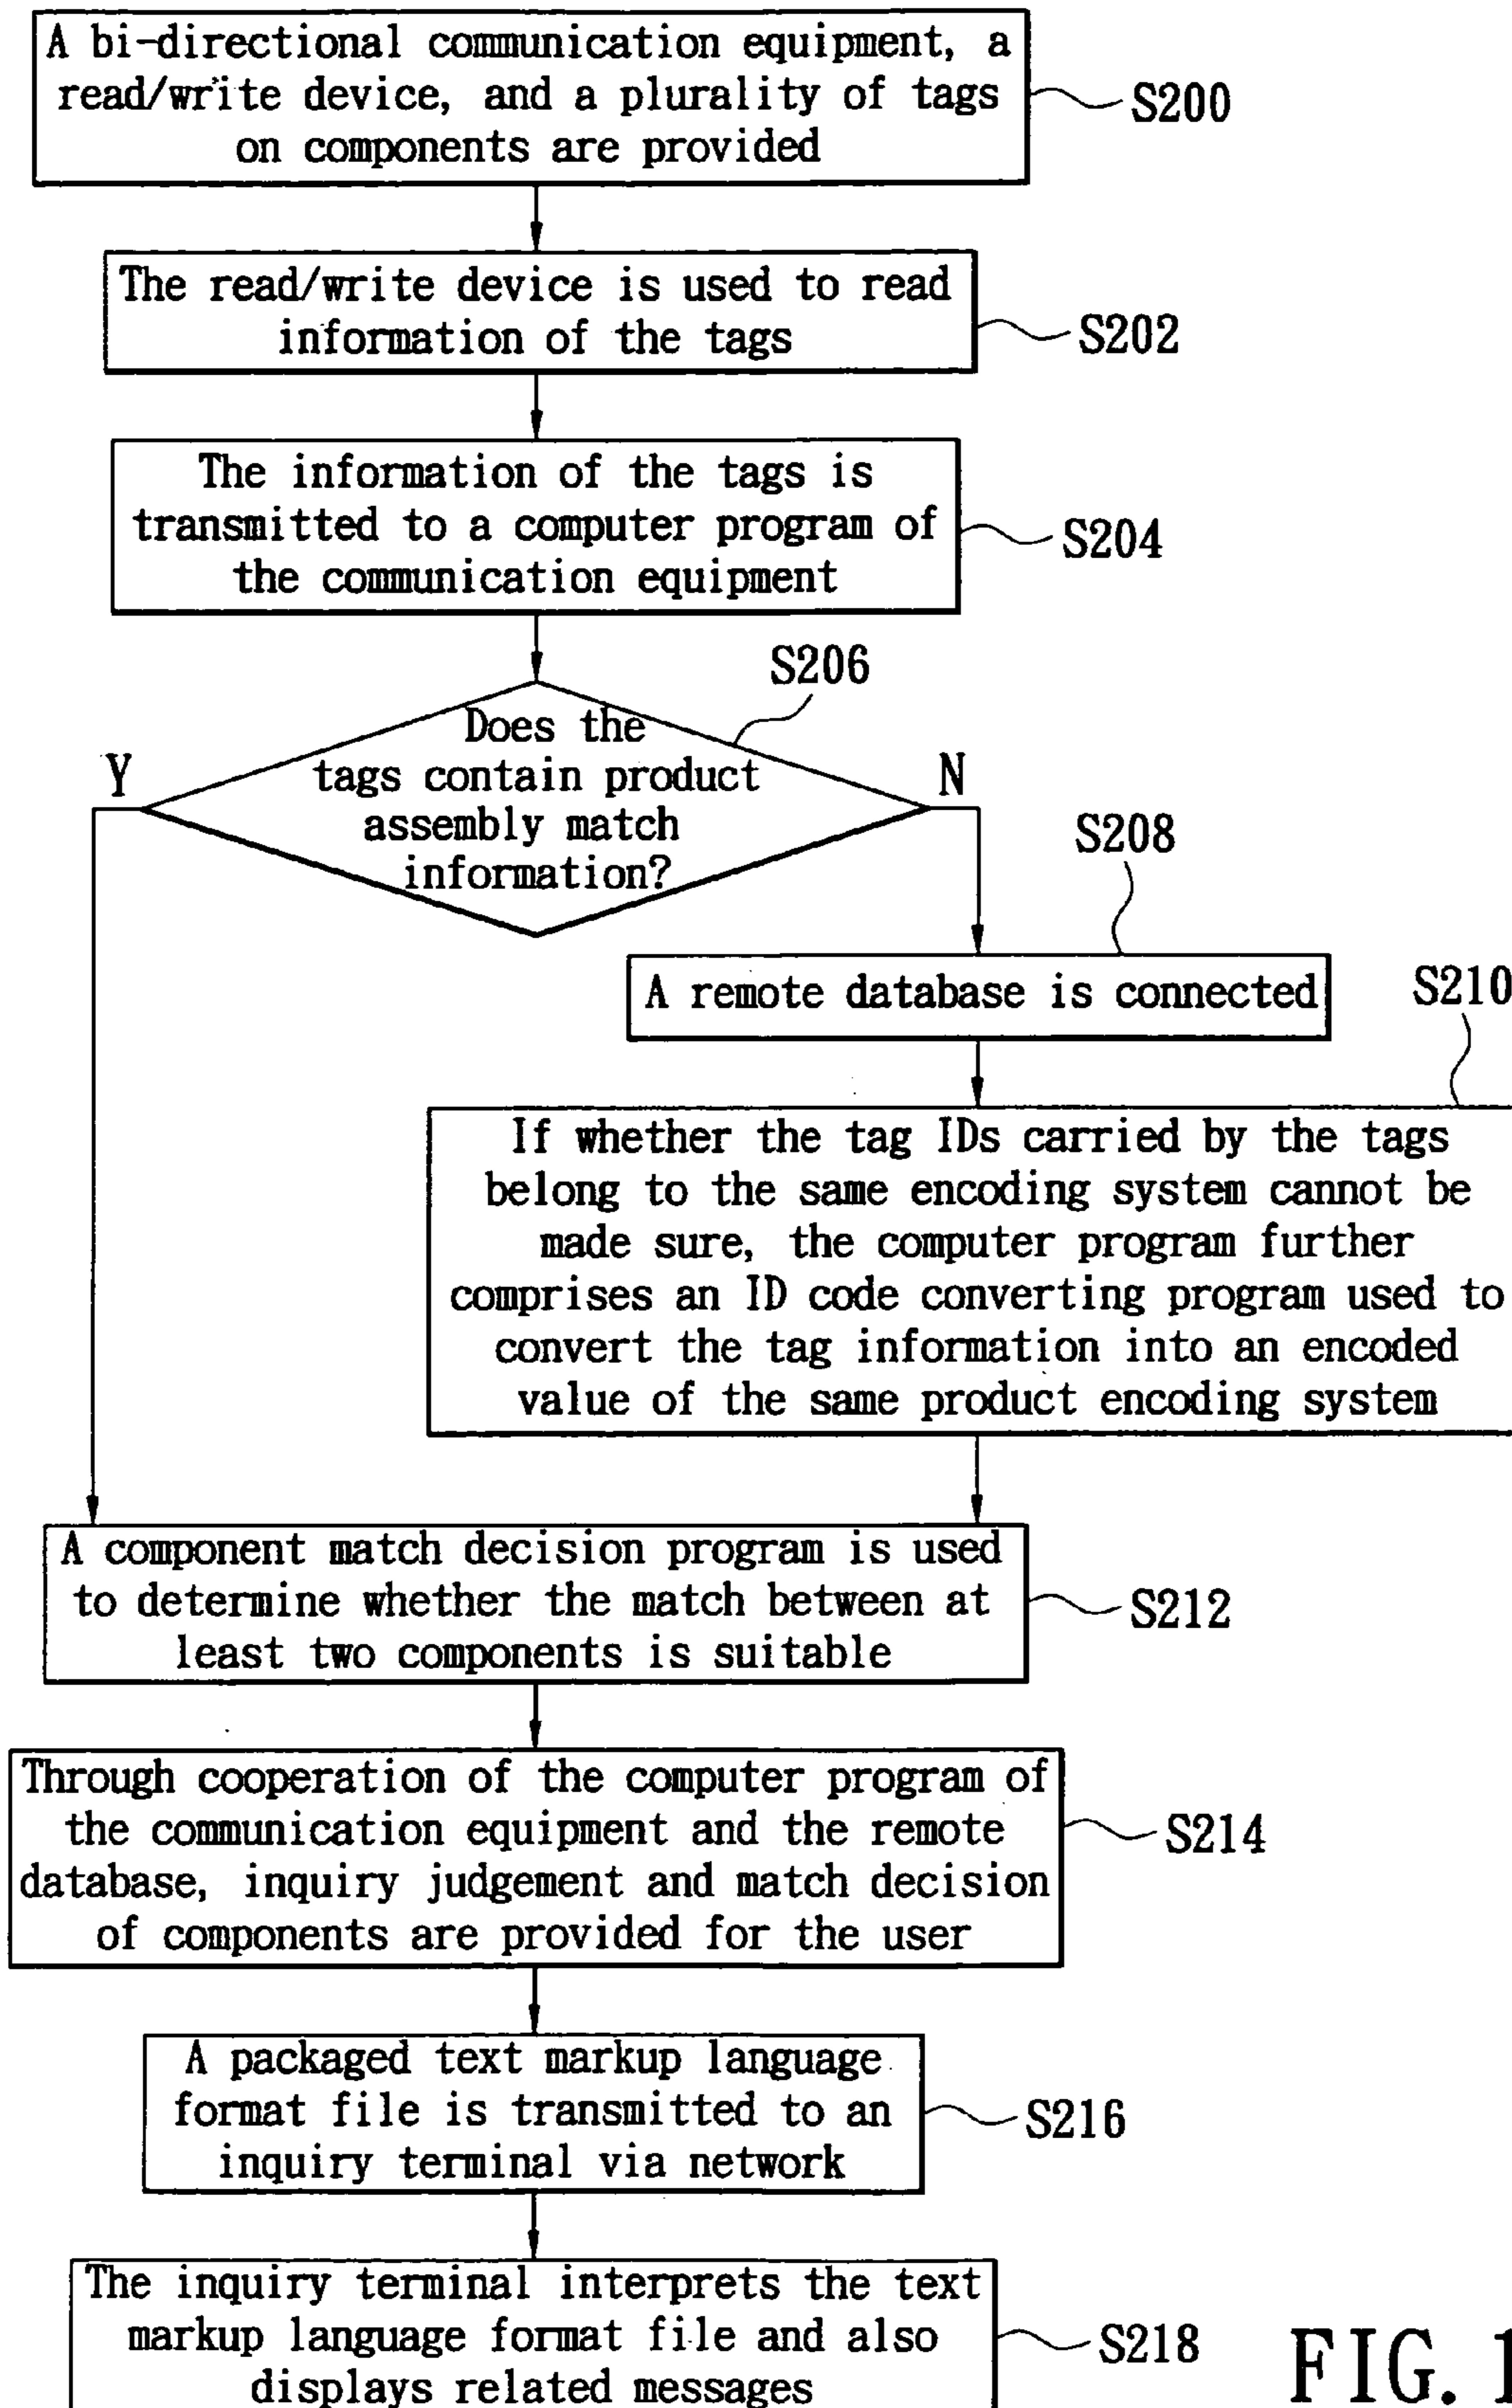 A bi-directional communication equipment, a
read/write device, and a plurality of tags
on components are provided
S200
The read/write device is used to read
information of the tags
S202
The information of the tags is
transmitted to a computer program of
the communication equipment
S204
S206
Does the
tags contain product
assembly match
information?
Y
N
S208
A remote database is connected
S210
If whether the tag IDs carried by the tags
belong to the same encoding system cannot be
made sure, the computer program further
comprises an ID code converting program used to
convert the tag information into an encoded
value of the same product encoding system
A component match decision program is used
to determine whether the match between at
least two components is suitable
S212
Through cooperation of the computer program of
the communication equipment and the remote
database, inquiry judgement and match decision
of components are provided for the user
S214
A packaged text markup language
format file is transmitted to an
inquiry terminal via network
S216
The inquiry terminal interprets the text
markup language format file and also
displays related messages
S218
FIG. 1